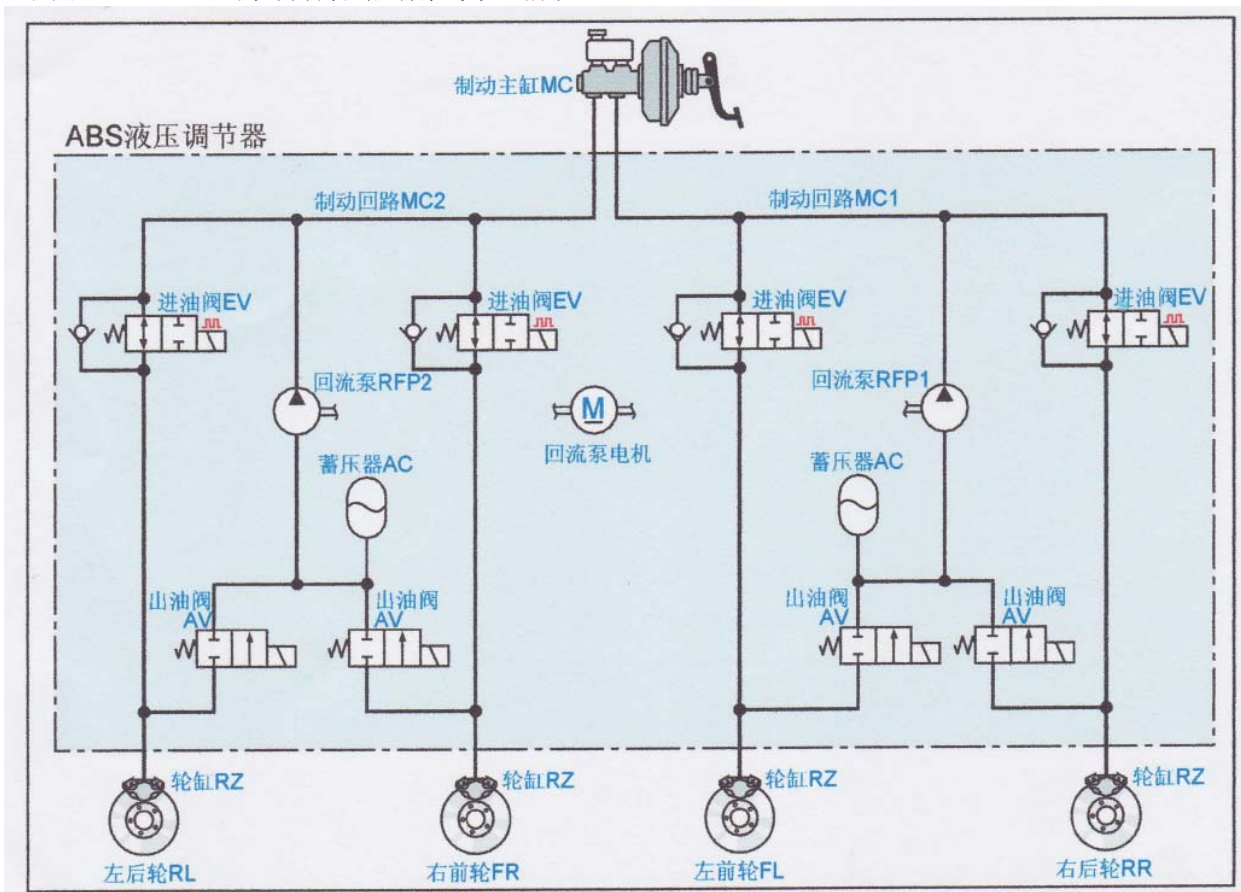 制动主缸MC
ABS液压调节器
制动回路MC2
制动回路MC1
进油阀EV
进油阀EV
进油阀EV
进油阀EV
回流泵RFP2
M
回流泵电机
回流泵RFP1
蓄压器AC
蓄压器AC
出油阀
AV
出油阀
AV
出油阀
AV
出油阀
AV
轮缸RZ
轮缸RZ
轮缸RZ
轮缸RZ
左后轮RL
右前轮FR
左前轮FL
右后轮RR